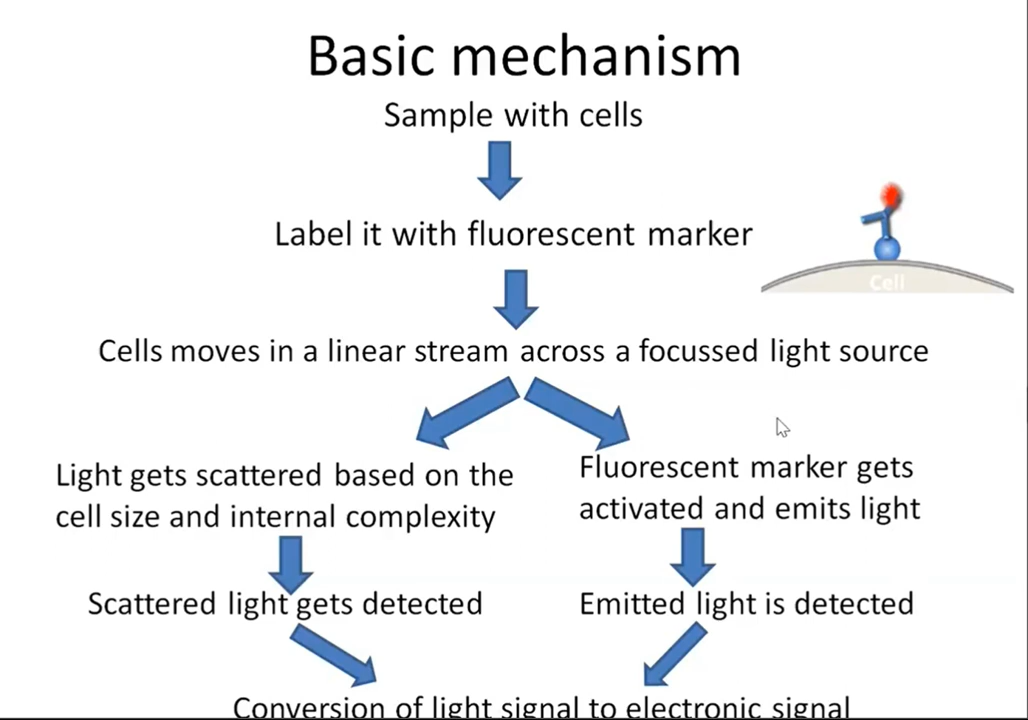 Basic mechanism
Sample with cells
Label it with fluorescent marker
Cell
Cells moves in a linear stream across a focussed light source
Light gets scattered based on the
cell size and internal complexity
Fluorescent marker gets
activated and emits light
Scattered light gets detected
Emitted light is detected
Conversion of light signal to electronic signal